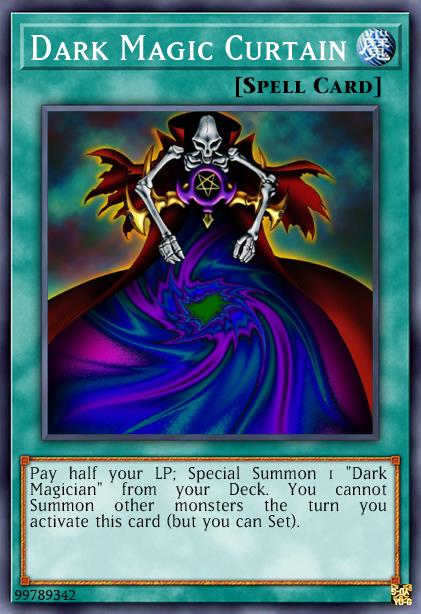 Dark Magic Curtain
魔
[Spell Card]
Pay half your LP; Special Summon 1 "Dark
Magician" from your Deck. You cannot
Summon other monsters the turn you
activate this card (but you can Set).
99789342